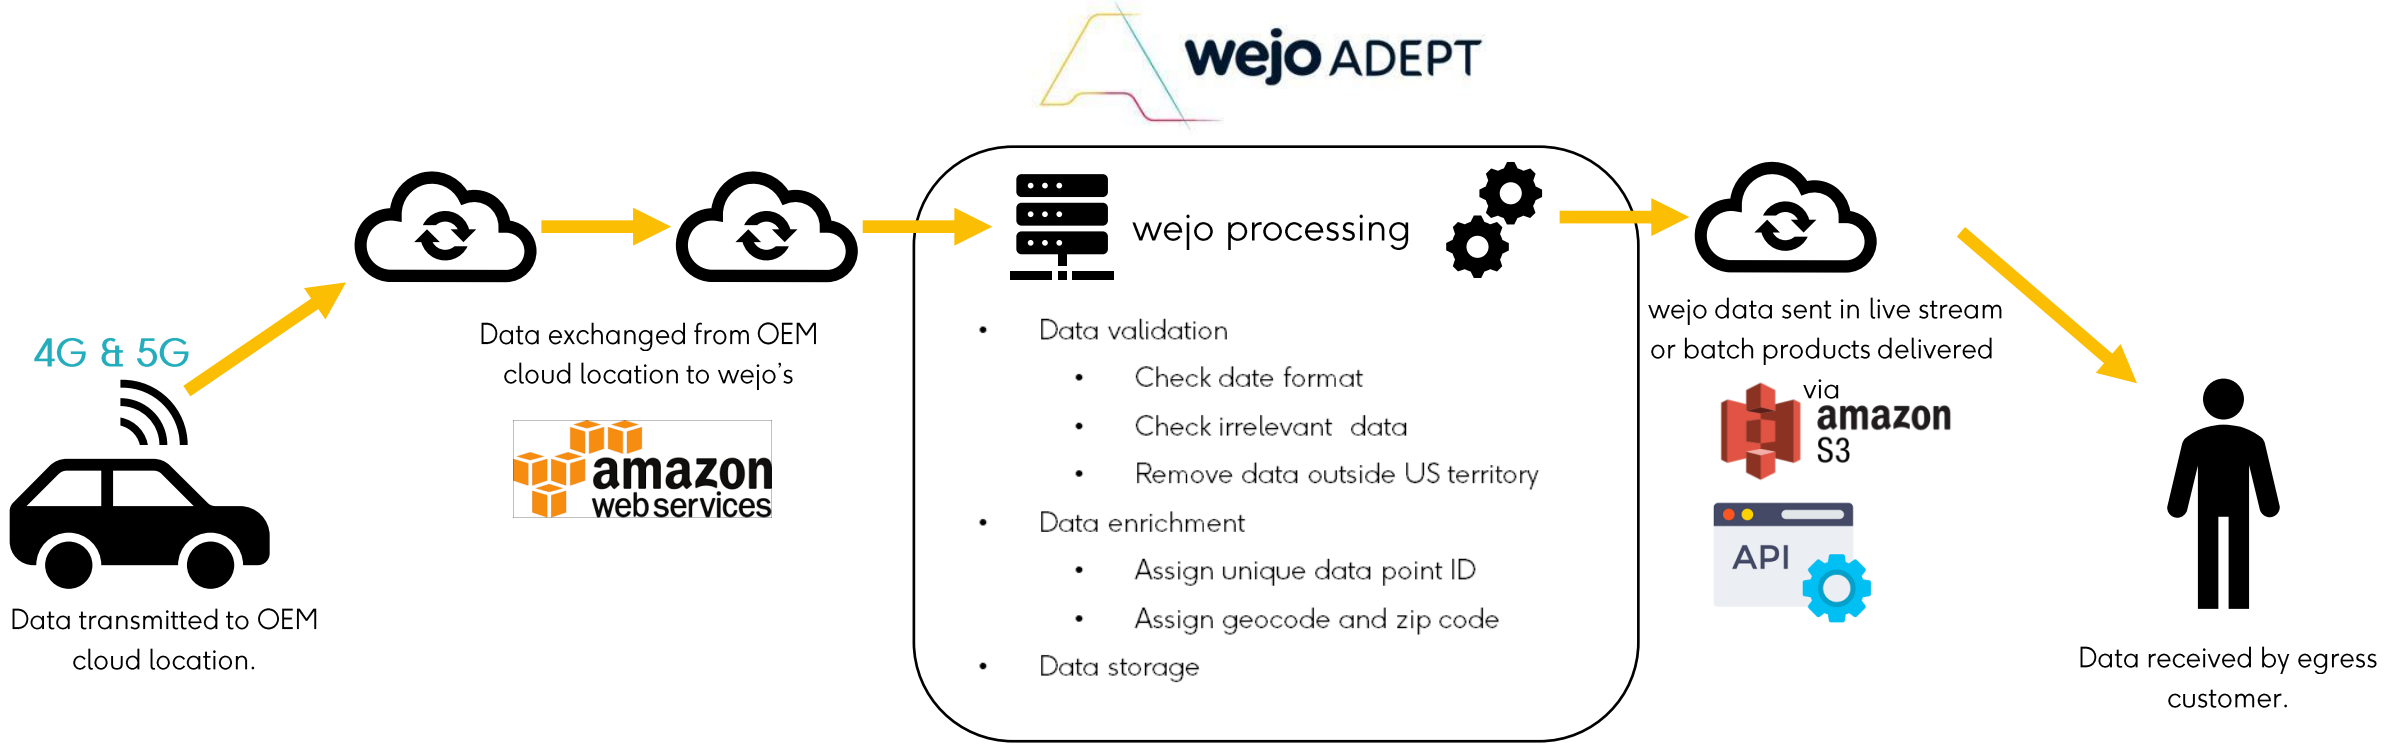 wejo ADEPT
4G & 5G
Data transmitted to OEM
cloud location.
Data exchanged from OEM
cloud location to wejo's
amazon
web services
wejo processing
• Data validation
• Check date format
• Check irrelevant data
• Remove data outside US territory
• Data enrichment
• Assign unique data point ID
• Assign geocode and zip code
• Data storage
wejo data sent in live stream
or batch products delivered
via
amazon
S3
API
Data received by egress
customer.